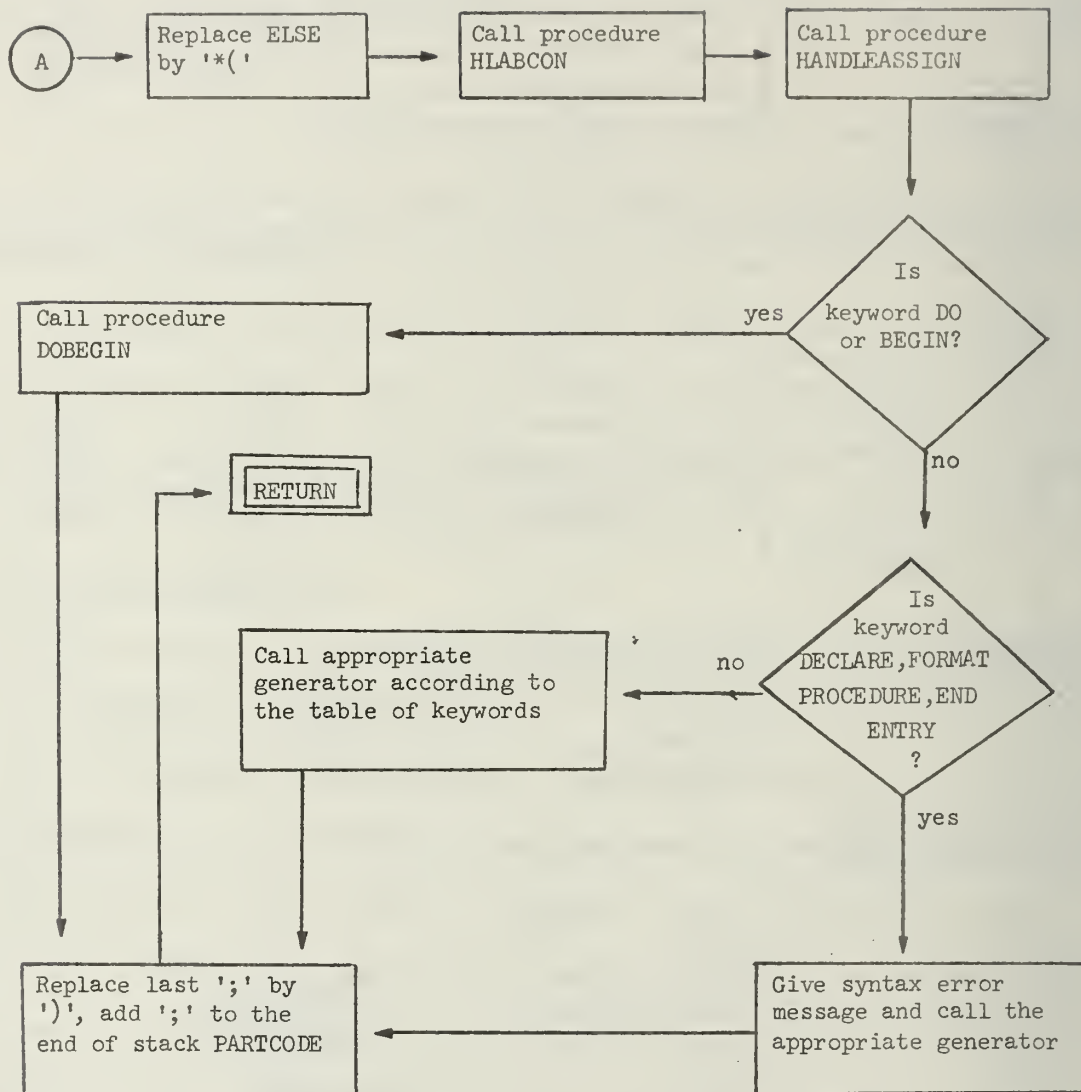 A
Replace ELSE
by '*('
Call procedure
HLABCON
Call procedure
HANDLEASSIGN
Is
keyword DO
or BEGIN?
yes
Call procedure
DOBEGIN
no
RETURN
Is
keyword
DECLARE,FORMAT
PROCEDURE,END
ENTRY
?
no
Call appropriate
generator according to
the table of keywords
yes
Replace last ';' by
')', add ';' to the
end of stack PARTCODE
Give syntax error
message and call the
appropriate generator